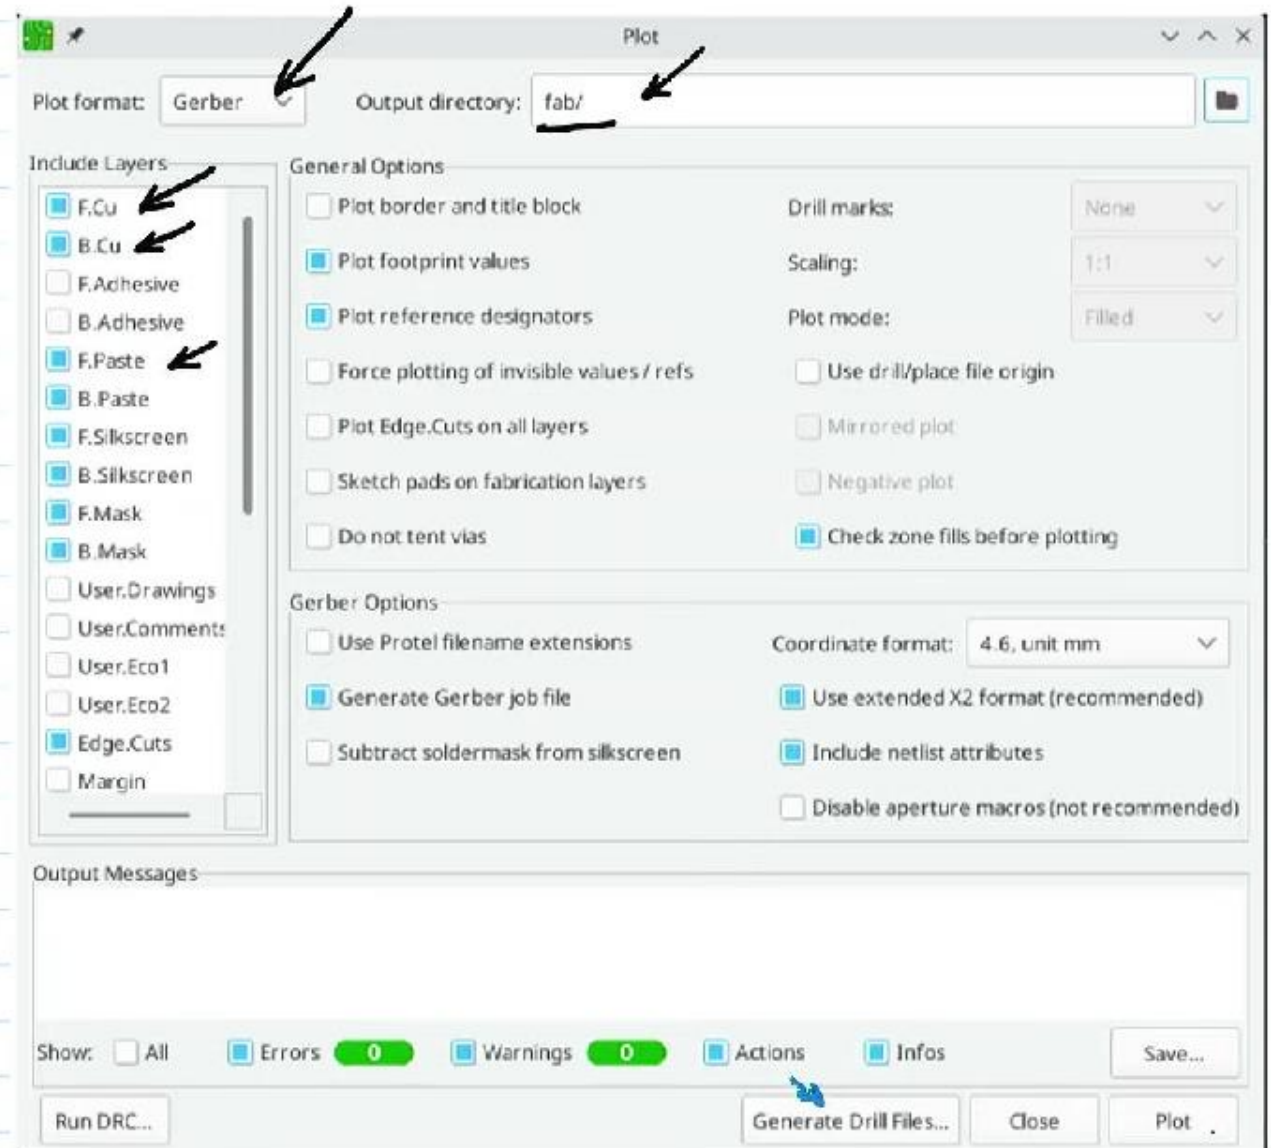 Plot
Plot format: Gerber Output directory: fab/
Include Layers
F.Cu
B.Cu
F.Adhesive
B.Adhesive
F.Paste
B.Paste
F.Silkscreen
B.Silkscreen
F.Mask
B.Mask
User.Drawings
User.Comments
User.Eco1
User.Eco2
Edge.Cuts
Margin
General Options
Plot border and title block Drill marks: None
Plot footprint values Scaling: 1:1
Plot reference designators Plot mode: Filled
Force plotting of invisible values / refs Use drill/place file origin
Plot Edge.Cuts on all layers Mirrored plot
Sketch pads on fabrication layers Negative plot
Do not tent vias Check zone fills before plotting
Gerber Options
Use Protel filename extensions Coordinate format: 4.6, unit mm
Generate Gerber job file Use extended X2 format (recommended)
Subtract soldermask from silkscreen Include netlist attributes
Disable aperture macros (not recommended)
Output Messages
Show: All Errors 0 Warnings 0 Actions Infos Save...
Run DRC... Generate Drill Files... Close Plot